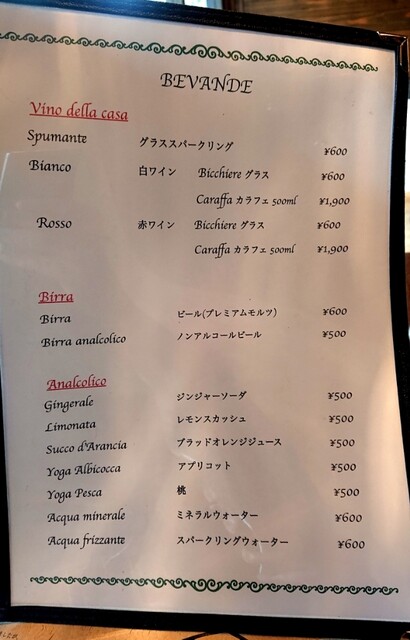 BEVANDE
Vino della casa
Spumante グラススパークリング ¥600
Bianco 白ワイン Bicchiere グラス ¥600
Caraffa カラフェ 500ml ¥1,900
Rosso 赤ワイン Bicchiere グラス ¥600
Caraffa カラフェ 500ml ¥1,900
Birra
Birra ビール(プレミアムモルツ) ¥600
Birra analcolico ノンアルコールビール ¥500
Analcolico
Gingerale ジンジャーソーダ ¥500
Limonata レモンスカッシュ ¥500
Succo d'Arancia ブラッドオレンジジュース ¥500
Yoga Albicocca アプリコット ¥500
Yoga Pesca 桃 ¥500
Acqua minerale ミネラルウォーター ¥600
Acqua frizzante スパークリングウォーター ¥600